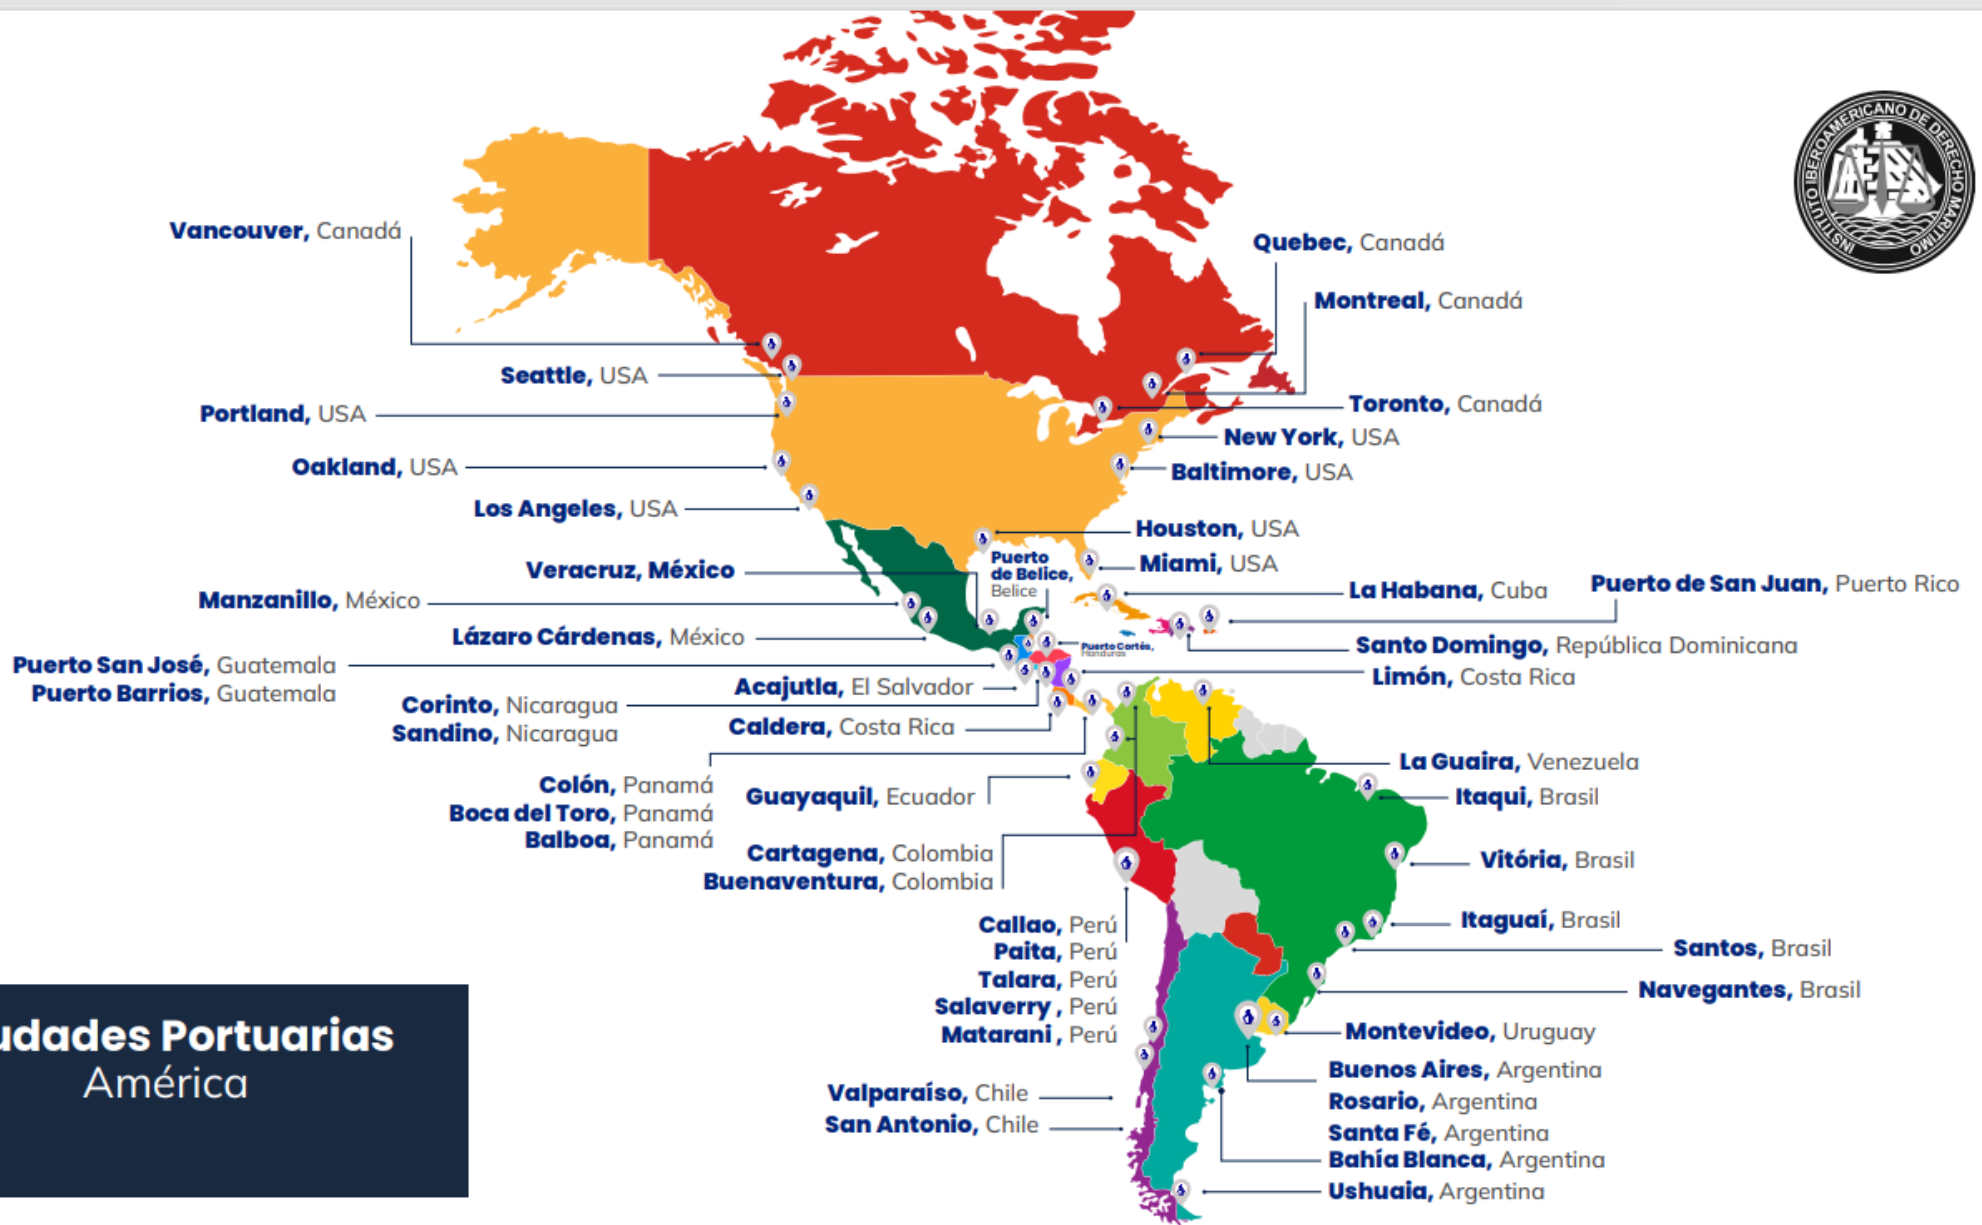 INSTITUTO IBEROAMERICANO DE DERECHO MARITIMO
Vancouver, Canadá
Quebec, Canadá
Montreal, Canadá
Seattle, USA
Toronto, Canadá
Portland, USA
New York, USA
Oakland, USA
Baltimore, USA
Los Angeles, USA
Houston, USA
Puerto
de Belice,
Belice
Miami, USA
Veracruz, México
La Habana, Cuba
Puerto de San Juan, Puerto Rico
Manzanillo, México
Lázaro Cárdenas, México
Puerto Cortés,
Honduras
Santo Domingo, República Dominicana
Puerto San José, Guatemala
Puerto Barrios, Guatemala
Limón, Costa Rica
Acajutla, El Salvador
Corinto, Nicaragua
Sandino, Nicaragua
Caldera, Costa Rica
La Guaira, Venezuela
Colón, Panamá
Boca del Toro, Panamá
Balboa, Panamá
Guayaquil, Ecuador
Itaqui, Brasil
Cartagena, Colombia
Buenaventura, Colombia
Vitória, Brasil
Callao, Perú
Paita, Perú
Talara, Perú
Salaverry, Perú
Matarani, Perú
Itaguaí, Brasil
Santos, Brasil
Navegantes, Brasil
Montevideo, Uruguay
Buenos Aires, Argentina
Rosario, Argentina
Santa Fé, Argentina
Bahía Blanca, Argentina
Ushuaia, Argentina
Valparaíso, Chile
San Antonio, Chile
udades Portuarias
América